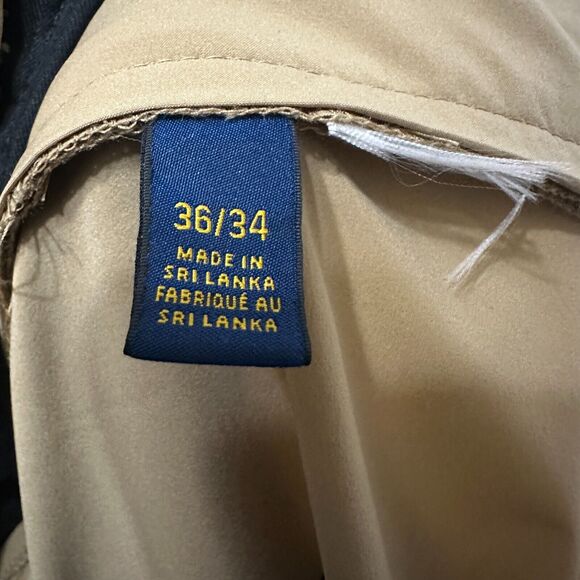 36/34
MADE IN
SRI LANKA
FABRIQUÉ AU
SRI LANKA